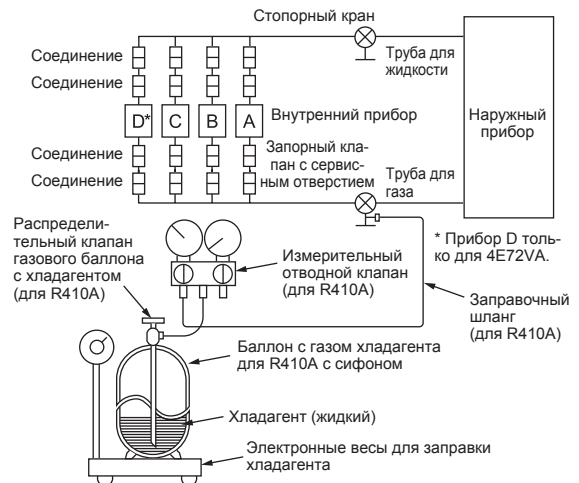 Стопорный кран
Соединение
Соединение
Труба для
жидкости
D*
C
B
A
Внутренний прибор
Наружный
прибор
Соединение
Соединение
Запорный кла-
пан с сервис-
ным отверстием
Труба для
газа
Распредели-
тельный клапан
газового баллона
с хладагентом
(для R410A)
Измерительный
отводной клапан
(для R410A)
* Прибор D толь-
ко для 4E72VA.
Заправочный
шланг
(для R410A)
Баллон с газом хладагента
для R410A с сифоном
Хладагент (жидкий)
Электронные весы для заправки
хладагента